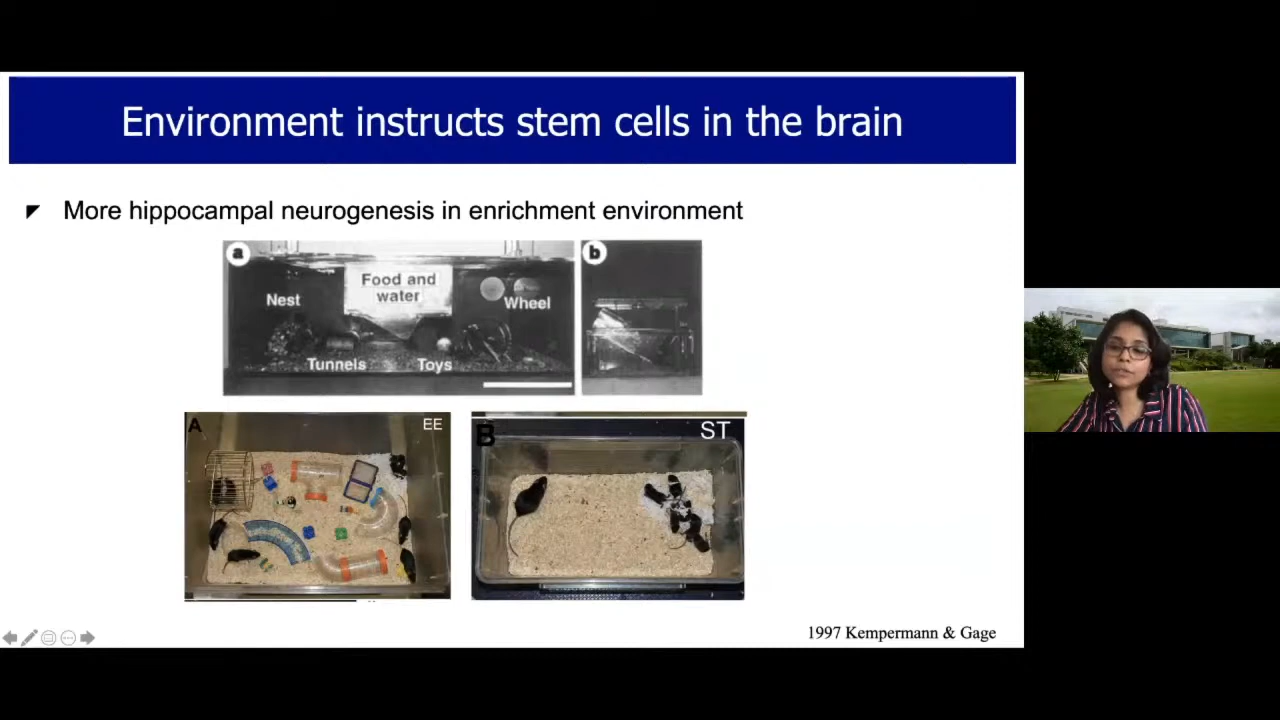 Environment instructs stem cells in the brain
More hippocampal neurogenesis in enrichment environment
a
b
Food and
water
Nest
Wheel
Tunnels
Toys
A
EE
B
ST
1997 Kempermann & Gage